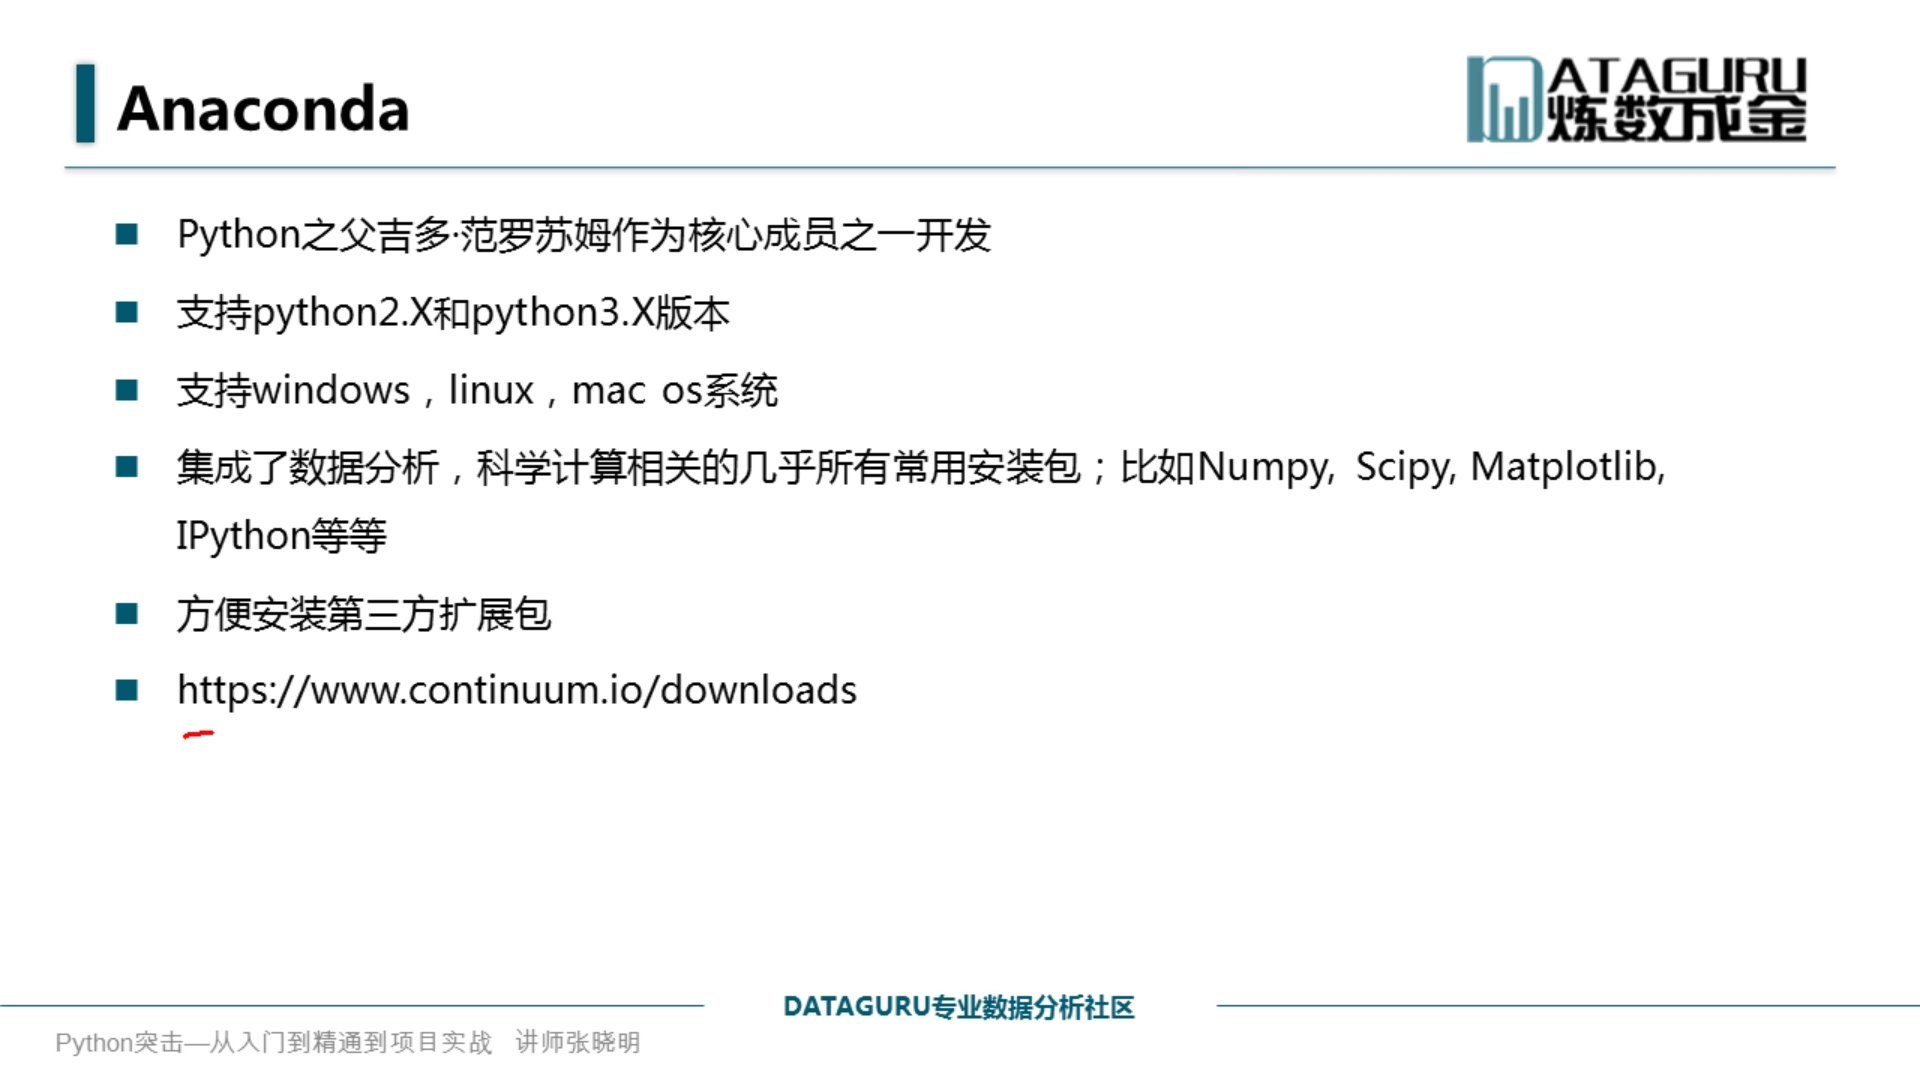 Anaconda
DATAGURU
炼数成金
Python之父吉多·范罗苏姆作为核心成员之一开发
支持python2.X和python3.X版本
支持windows，linux，mac os系统
集成了数据分析，科学计算相关的几乎所有常用安装包；比如Numpy, Scipy, Matplotlib,
IPython等等
方便安装第三方扩展包
https://www.continuum.io/downloads
DATAGURU专业数据分析社区
Python突击—从入门到精通到项目实战 讲师张晓明